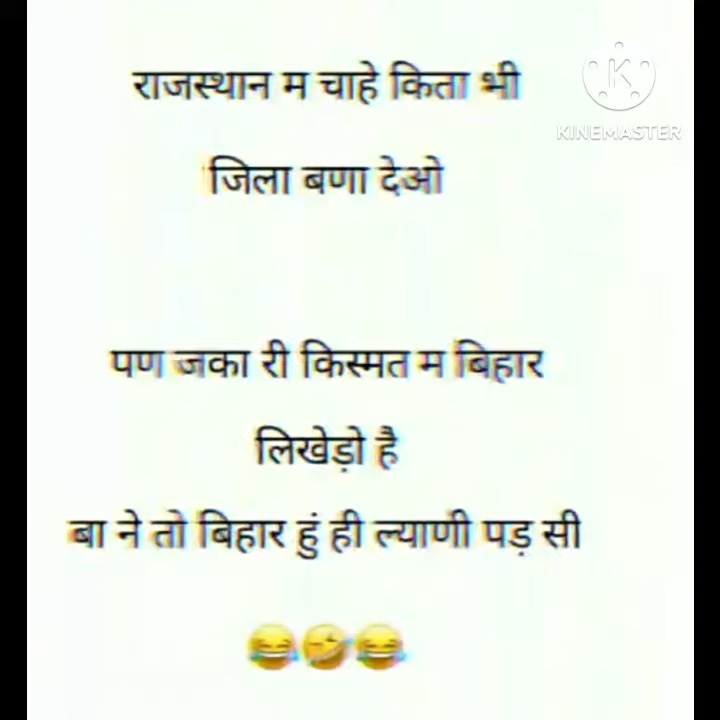 राजस्थान म चाहे किता भी
KINEMASTER
जिला बणा देओ
पण जका री किस्मत म बिहार
लिखेड़ो है
बा ने तो बिहार हुं ही ल्याणी पड़ सी
😂🤣😂